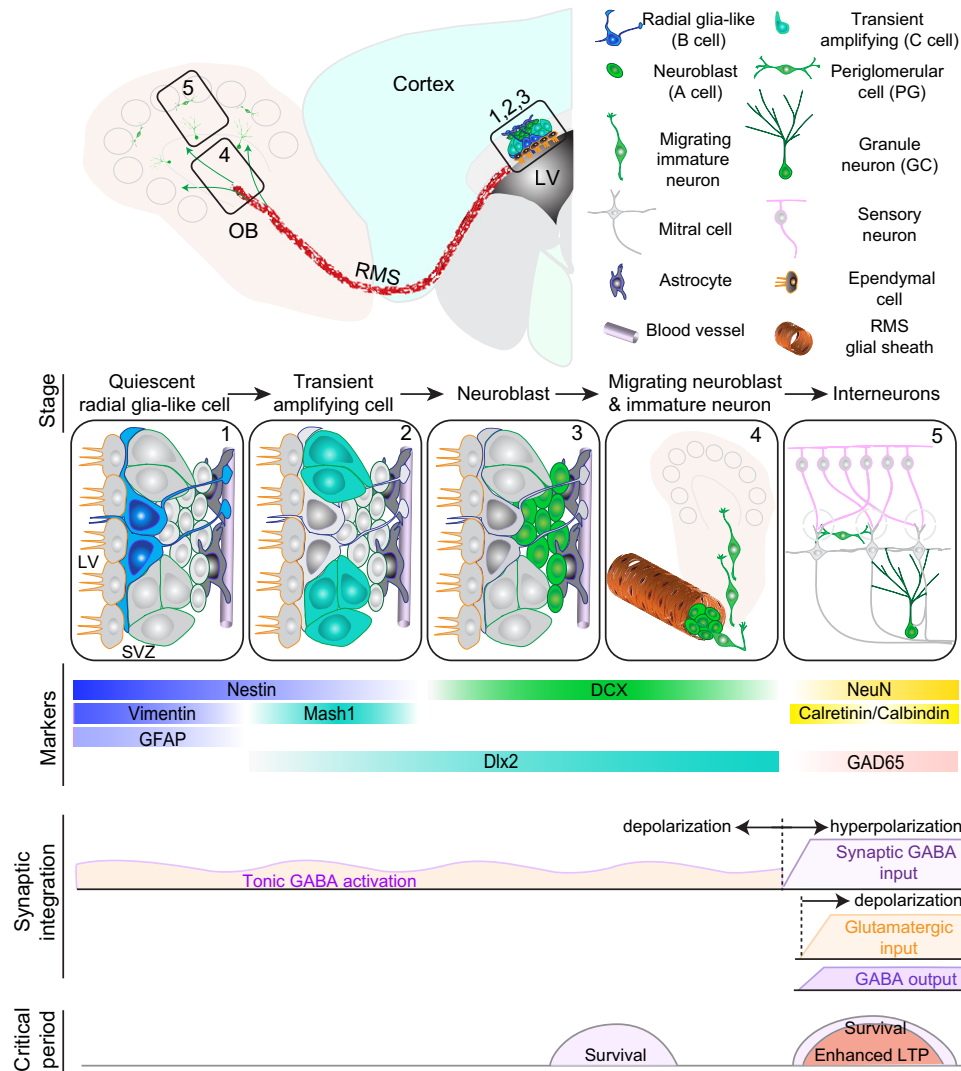 Cortex
5
4
1,2,3
LV
OB
RMS
Radial glia-like
(B cell)
Transient
amplifying (C cell)
Neuroblast
(A cell)
Periglomerular
cell (PG)
Migrating
immature
neuron
Granule
neuron (GC)
Mitral cell
Sensory
neuron
Astrocyte
Ependymal
cell
Blood vessel
RMS
glial sheath
Stage
Quiescent
radial glia-like cell
Transient
amplifying cell
Neuroblast
Migrating neuroblast
& immature neuron
Interneurons
1
2
3
4
5
LV
SVZ
Markers
Nestin
DCX
NeuN
Vimentin
Mash1
Calretinin/Calbindin
GFAP
Dlx2
GAD65
Synaptic
integration
depolarization
hyperpolarization
Tonic GABA activation
Synaptic GABA
input
depolarization
Glutamatergic
input
GABA output
Critical
period
Survival
Survival
Enhanced LTP